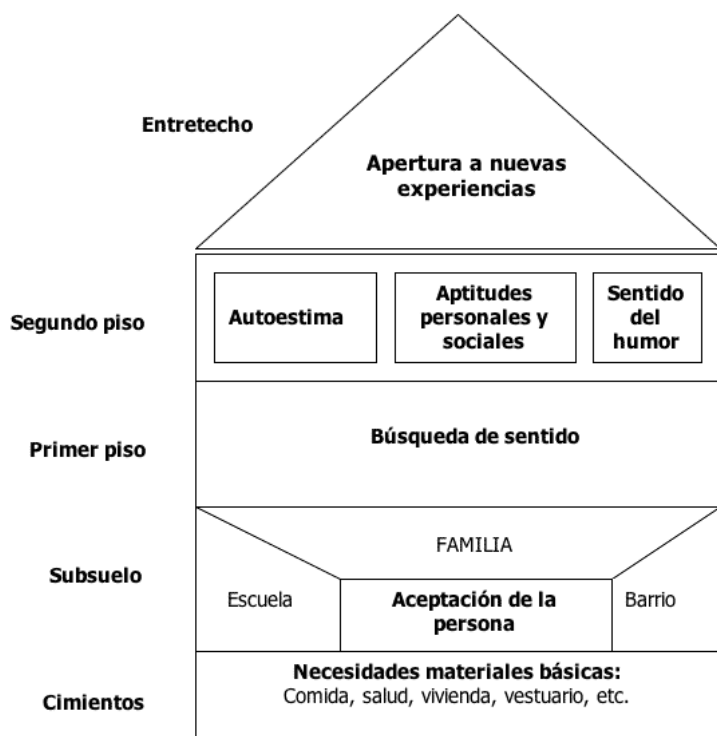 Entretecho
Apertura a nuevas
experiencias
Segundo piso
Autoestima
Aptitudes
personales y
sociales
Sentido
del
humor
Primer piso
Búsqueda de sentido
Subsuelo
FAMILIA
Escuela
Aceptación de la
persona
Barrio
Cimientos
Necesidades materiales básicas:
Comida, salud, vivienda, vestuario, etc.